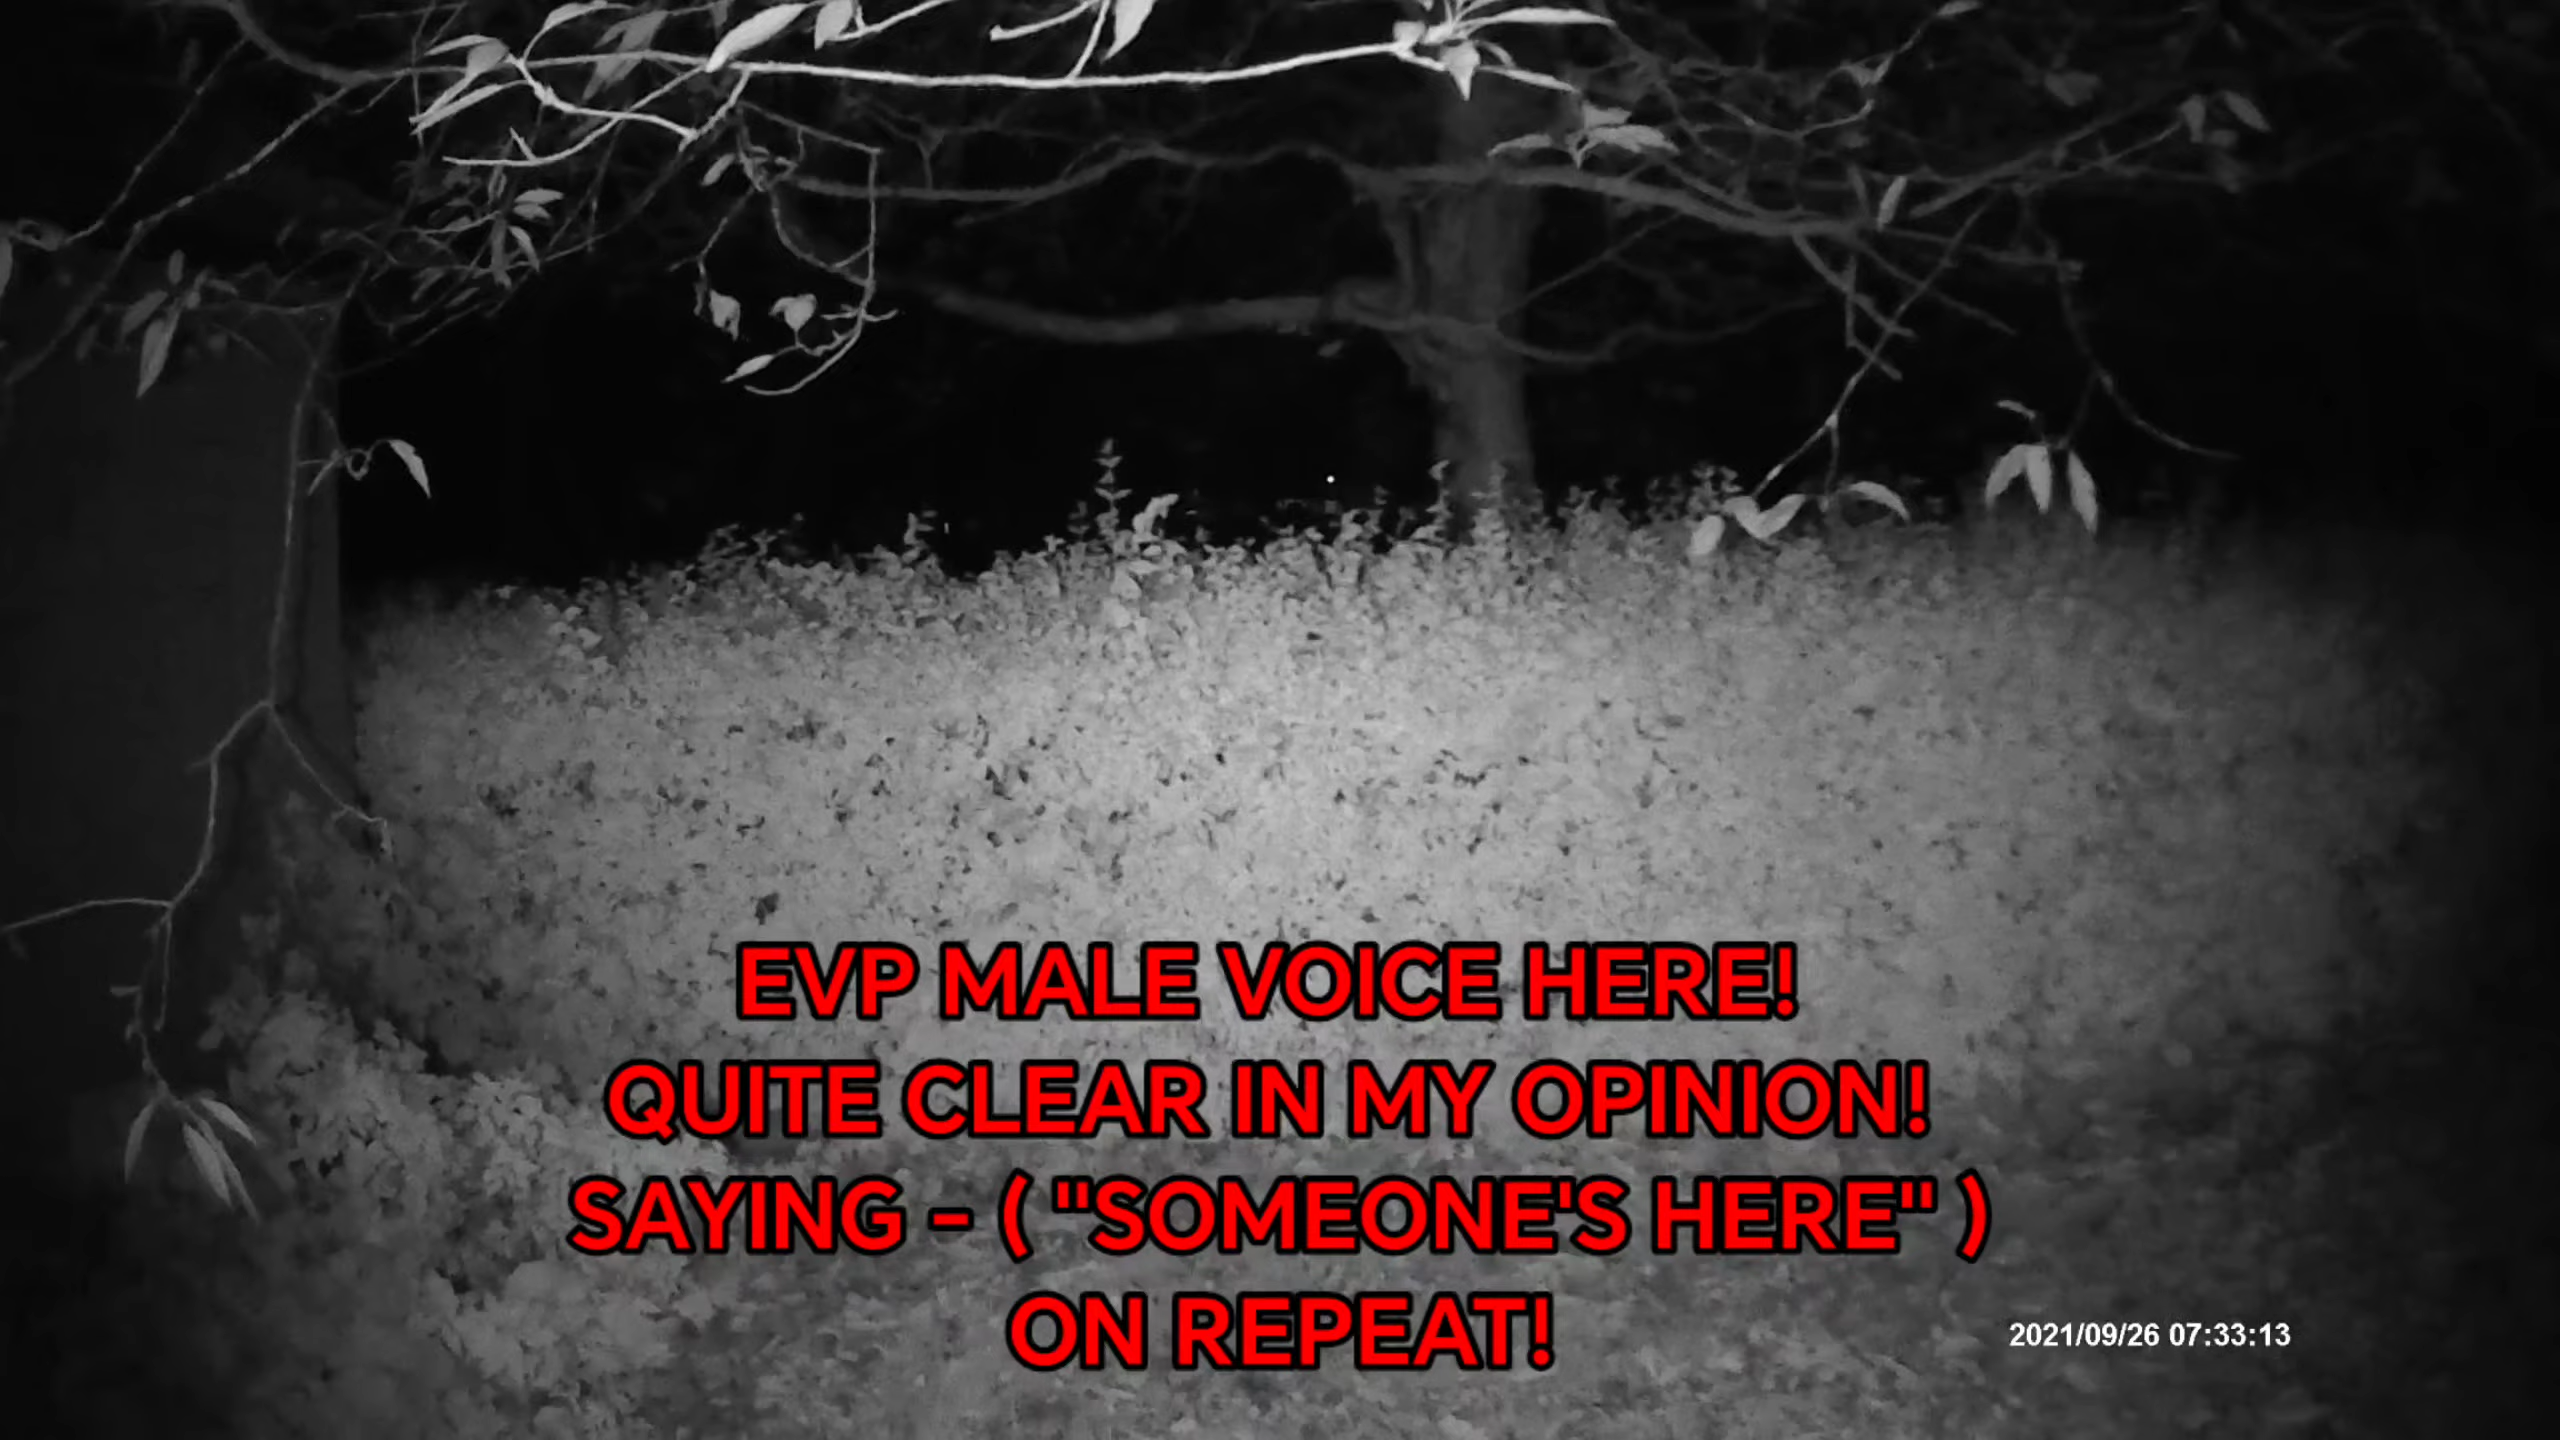 EVP MALE VOICE HERE!
QUITE CLEAR IN MY OPINION!
SAYING - ( "SOMEONE'S HERE" )
ON REPEAT!
2021/09/26 07:33:13